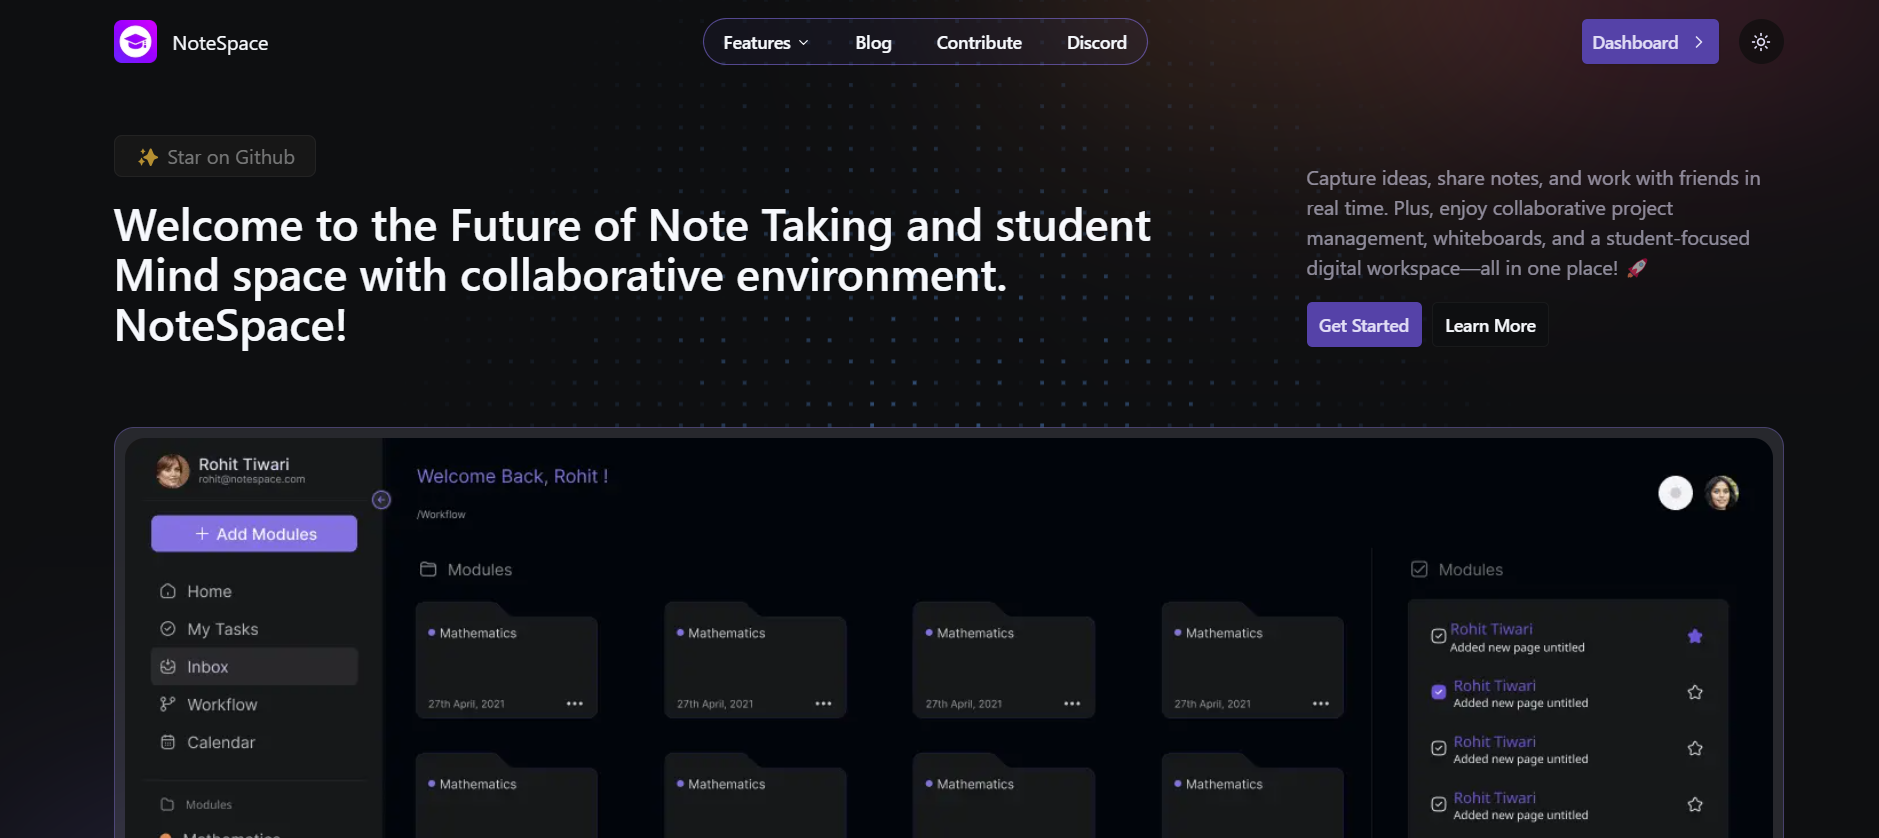 NoteSpace
Features
Blog
Contribute
Discord
Dashboard
✨ Star on Github
Welcome to the Future of Note Taking and student
Mind space with collaborative environment.
NoteSpace!
Capture ideas, share notes, and work with friends in
real time. Plus, enjoy collaborative project
management, whiteboards, and a student-focused
digital workspace—all in one place! 🚀
Get Started
Learn More
Rohit Tiwari
rohit@notespace.com
+ Add Modules
Home
My Tasks
Inbox
Workflow
Calendar
Modules
Mathematics
Welcome Back, Rohit !
/Workflow
Modules
Mathematics
27th April, 2021
Mathematics
27th April, 2021
Mathematics
27th April, 2021
Mathematics
27th April, 2021
Mathematics
Mathematics
Mathematics
Mathematics
Modules
Rohit Tiwari
Added new page untitled
Rohit Tiwari
Added new page untitled
Rohit Tiwari
Added new page untitled
Rohit Tiwari
Added new page untitled